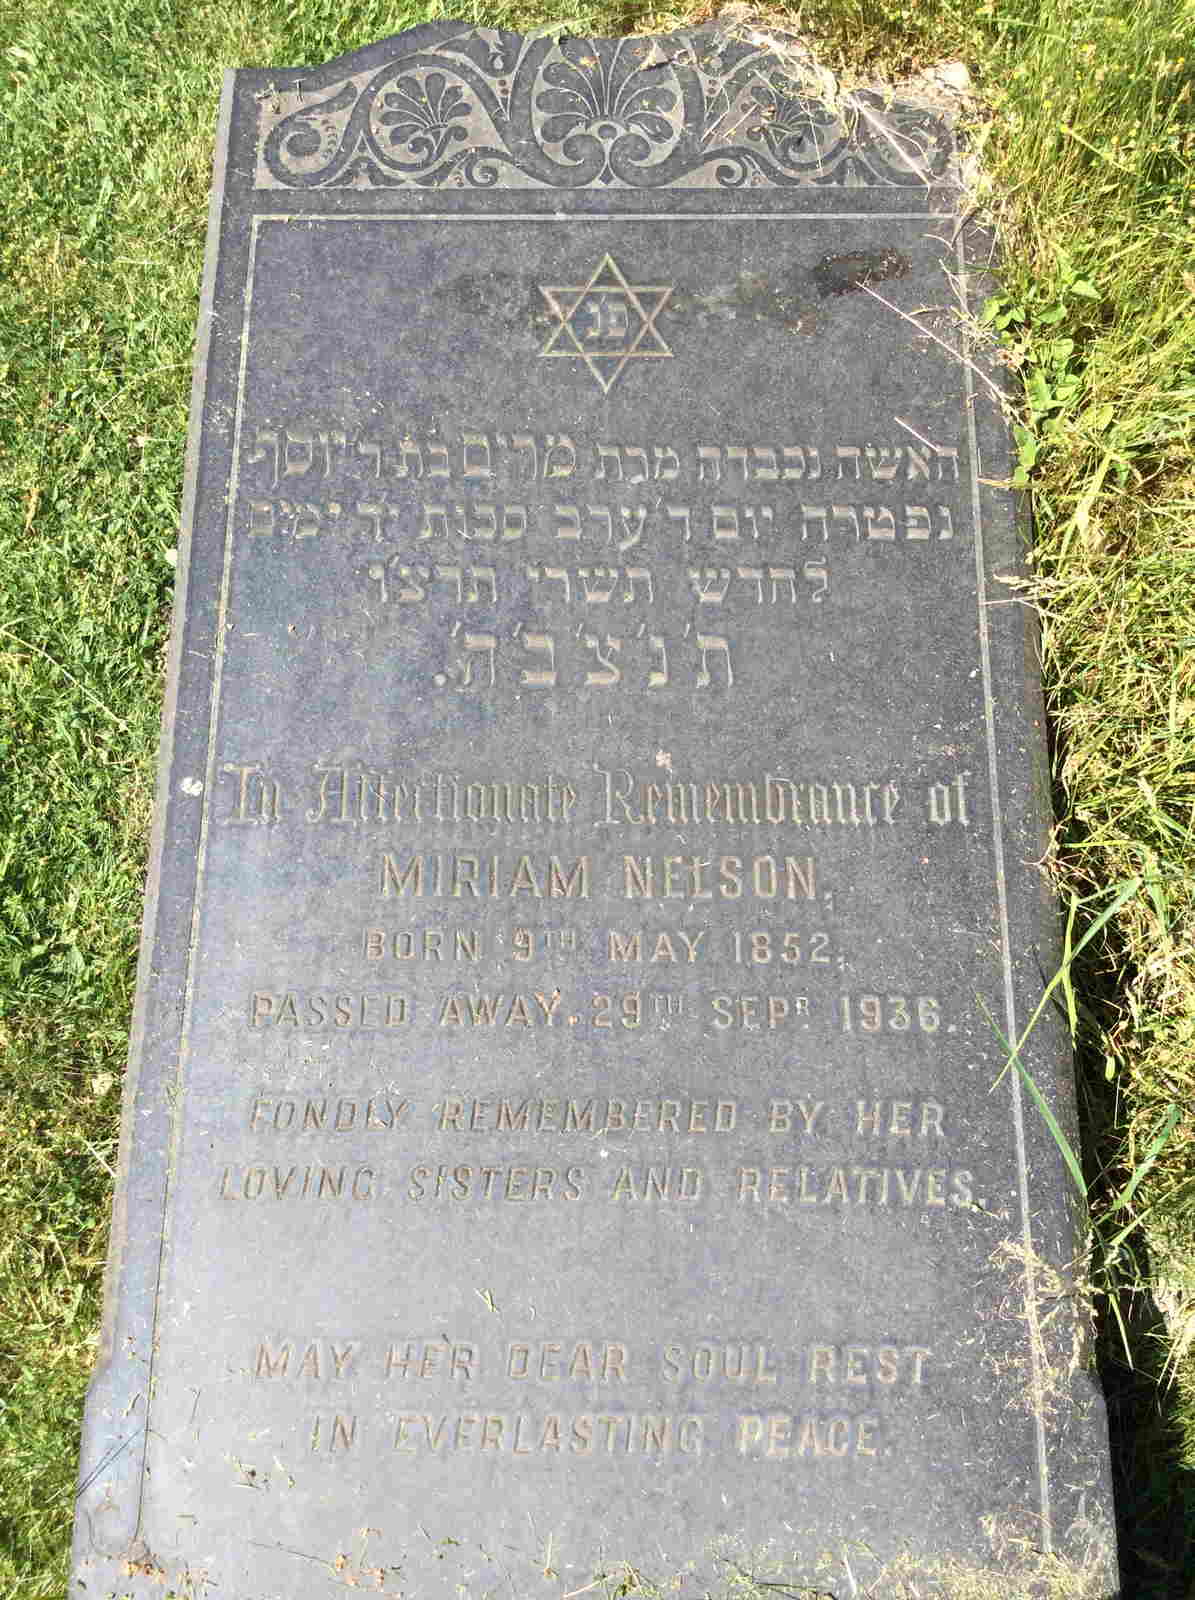 פ נ
האשה נכבדה מרת מרים בת ר׳ יוסף
נפטרה יום ד׳ ערב סכות י״ד ימים
לחדש תשרי תרצ׳ו
ת׳נ׳צ׳ב׳ה׳.
In Affectionate Remembrance of
MIRIAM NELSON,
BORN 9TH MAY 1852.
PASSED AWAY 29TH SEPR 1936.
FONDLY REMEMBERED BY HER
LOVING SISTERS AND RELATIVES.
MAY HER DEAR SOUL REST
IN EVERLASTING PEACE.